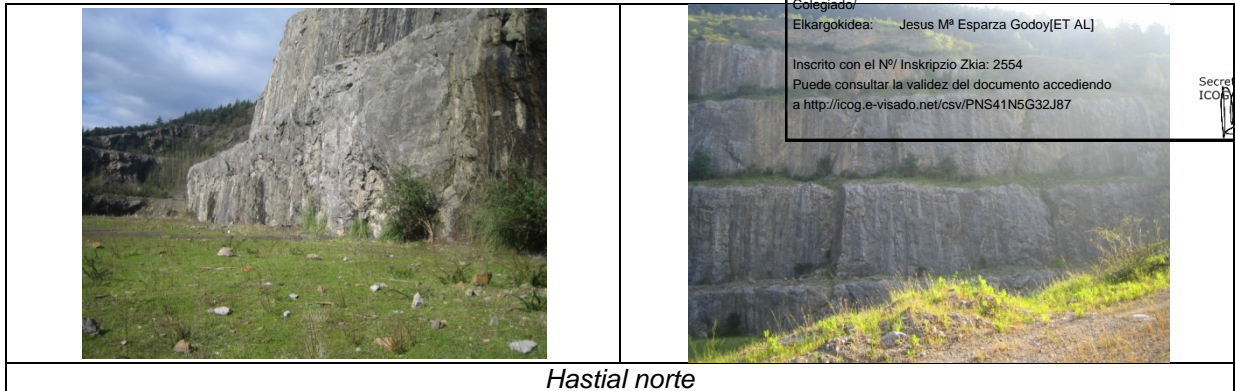 Colegiado/
Elkargokidea: Jesus Mª Esparza Godoy[ET AL]
Inscrito con el Nº/ Inskripzio Zkia: 2554
Puede consultar la validez del documento accediendo
a http://icog.e-visado.net/csv/PNS41N5G32J87
Secre
ICOG
Hastial norte